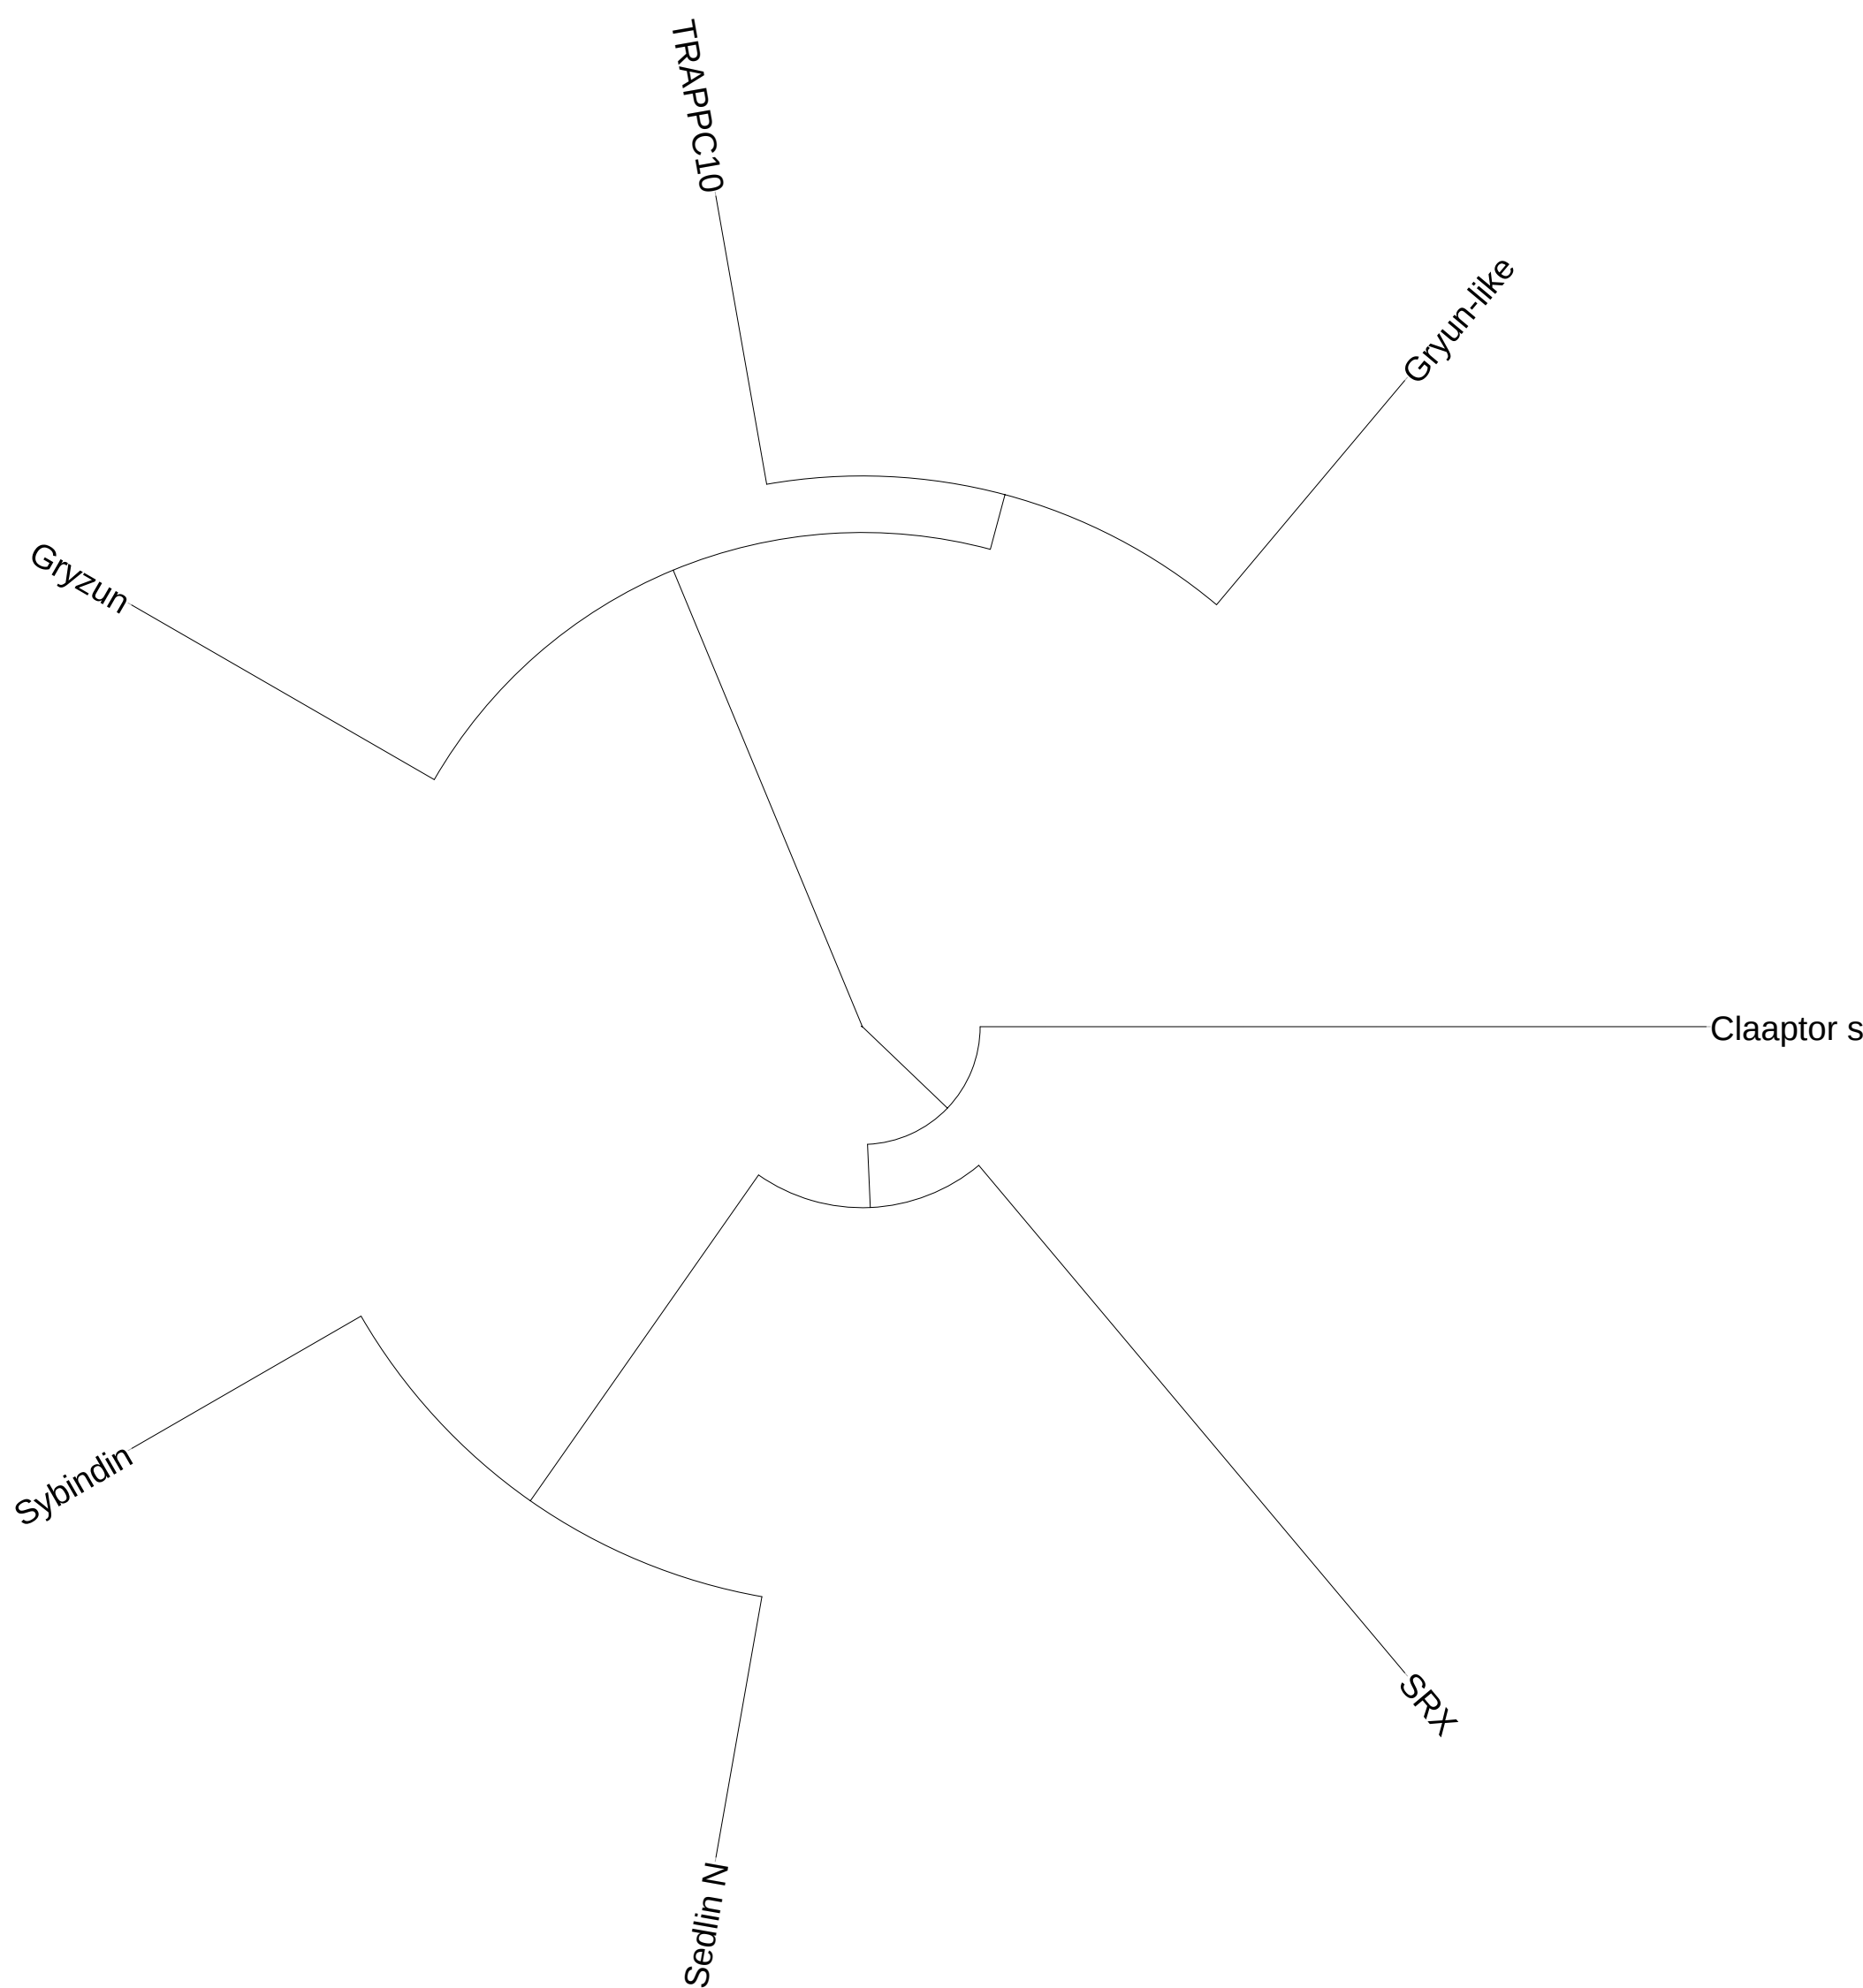 TRAPPC10
Gryun-like
Gryzun
Claaptor s
Sybindin
SRX
Sedlin N